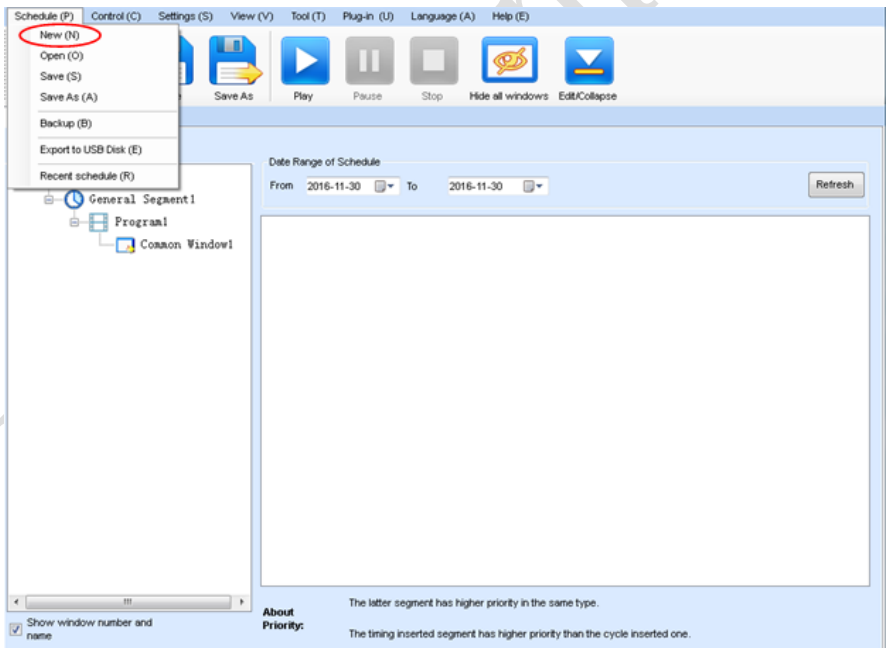 Schedule (P) Control (C) Settings (S) View (V) Tool (T) Plug-in (U) Language (A) Help (E)
New (N)
Open (O)
Save (S)
Save As (A)
Backup (B)
Export to USB Disk (E)
Recent schedule (R)
Save As Play Pause Stop Hide all windows Edit/Collapse
General Segment1
Program1
Common Window1
Date Range of Schedule
From 2016-11-30 To 2016-11-30 Refresh
Show window number and
name
About
Priority:
The latter segment has higher priority in the same type.
The timing inserted segment has higher priority than the cycle inserted one.